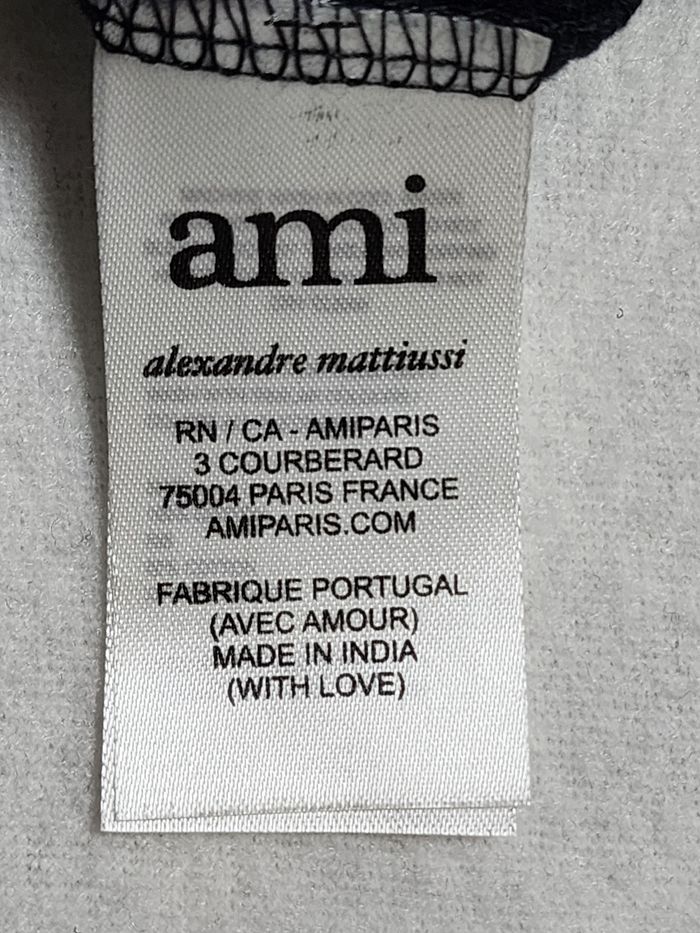 ami
alexandre mattiussi
RN / CA - AMIPARIS
3 COURBERARD
75004 PARIS FRANCE
AMIPARIS.COM
FABRIQUE PORTUGAL
(AVEC AMOUR)
MADE IN INDIA
(WITH LOVE)